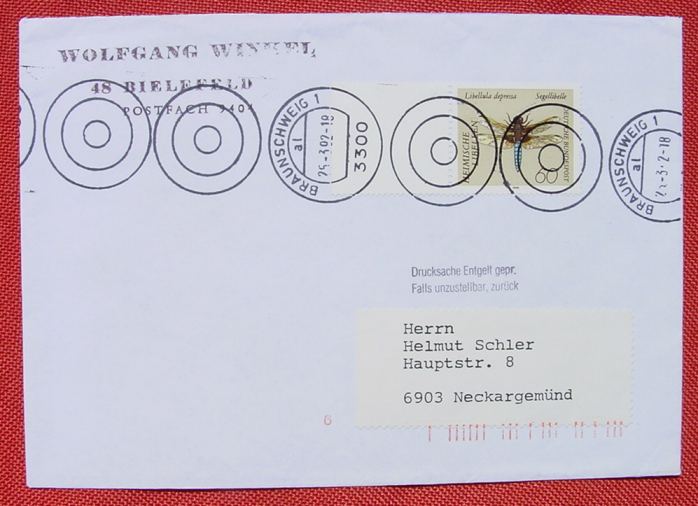 WOLFGANG WINKEL
48 BIELEFELD
POSTFACH 9404
BRAUNSCHWEIG 1
al
3300
Libellula depressa Segellibelle
HEIMISCHE
LIBELLEN
DEUTSCHE BUNDESPOST
60
BRAUNSCHWEIG 1
al
Drucksache Entgelt gepr.
Falls unzustellbar, zurück
Herrn
Helmut Schler
Hauptstr. 8
6903 Neckargemünd
6